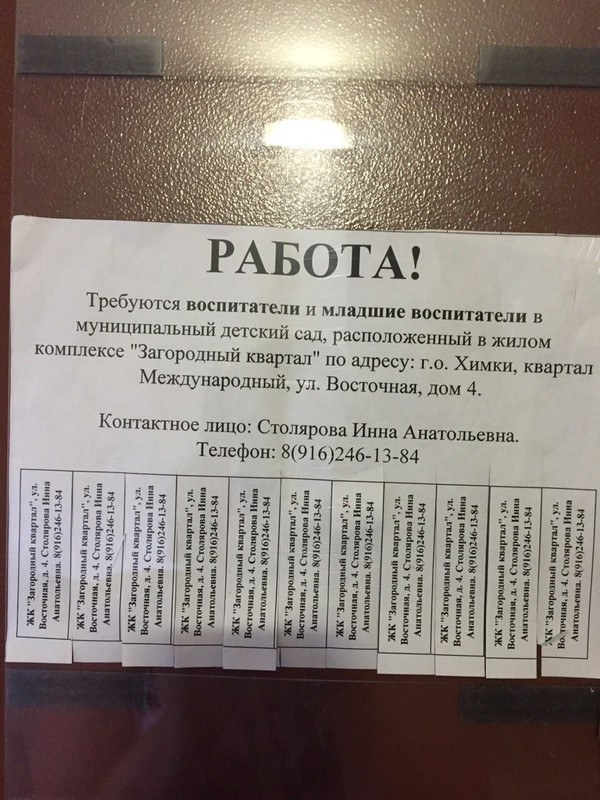 РАБОТА!
Требуются воспитатели и младшие воспитатели в
муниципальный детский сад, расположенный в жилом
комплексе "Загородный квартал" по адресу: г.о. Химки, квартал
Международный, ул. Восточная, дом 4.
Контактное лицо: Столярова Инна Анатольевна.
Телефон: 8(916)246-13-84
ЖК "Загородный квартал", ул.
Восточная, д. 4. Столярова Инна
Анатольевна. 8(916)246-13-84
ЖК "Загородный квартал", ул.
Восточная, д. 4. Столярова Инна
Анатольевна. 8(916)246-13-84
ЖК "Загородный квартал", ул.
Восточная, д. 4. Столярова Инна
Анатольевна. 8(916)246-13-84
ЖК "Загородный квартал", ул.
Восточная, д. 4. Столярова Инна
Анатольевна. 8(916)246-13-84
ЖК "Загородный квартал", ул.
Восточная, д. 4. Столярова Инна
Анатольевна. 8(916)246-13-84
ЖК "Загородный квартал", ул.
Восточная, д. 4. Столярова Инна
Анатольевна. 8(916)246-13-84
ЖК "Загородный квартал", ул.
Восточная, д. 4. Столярова Инна
Анатольевна. 8(916)246-13-84
ЖК "Загородный квартал", ул.
Восточная, д. 4. Столярова Инна
Анатольевна. 8(916)246-13-84
ЖК "Загородный квартал", ул.
Восточная, д. 4. Столярова Инна
Анатольевна. 8(916)246-13-84
ЖК "Загородный квартал", ул.
Восточная, д. 4. Столярова Инна
Анатольевна. 8(916)246-13-84
ЖК "Загородный квартал", ул.
Восточная, д. 4. Столярова Инна
Анатольевна. 8(916)246-13-84